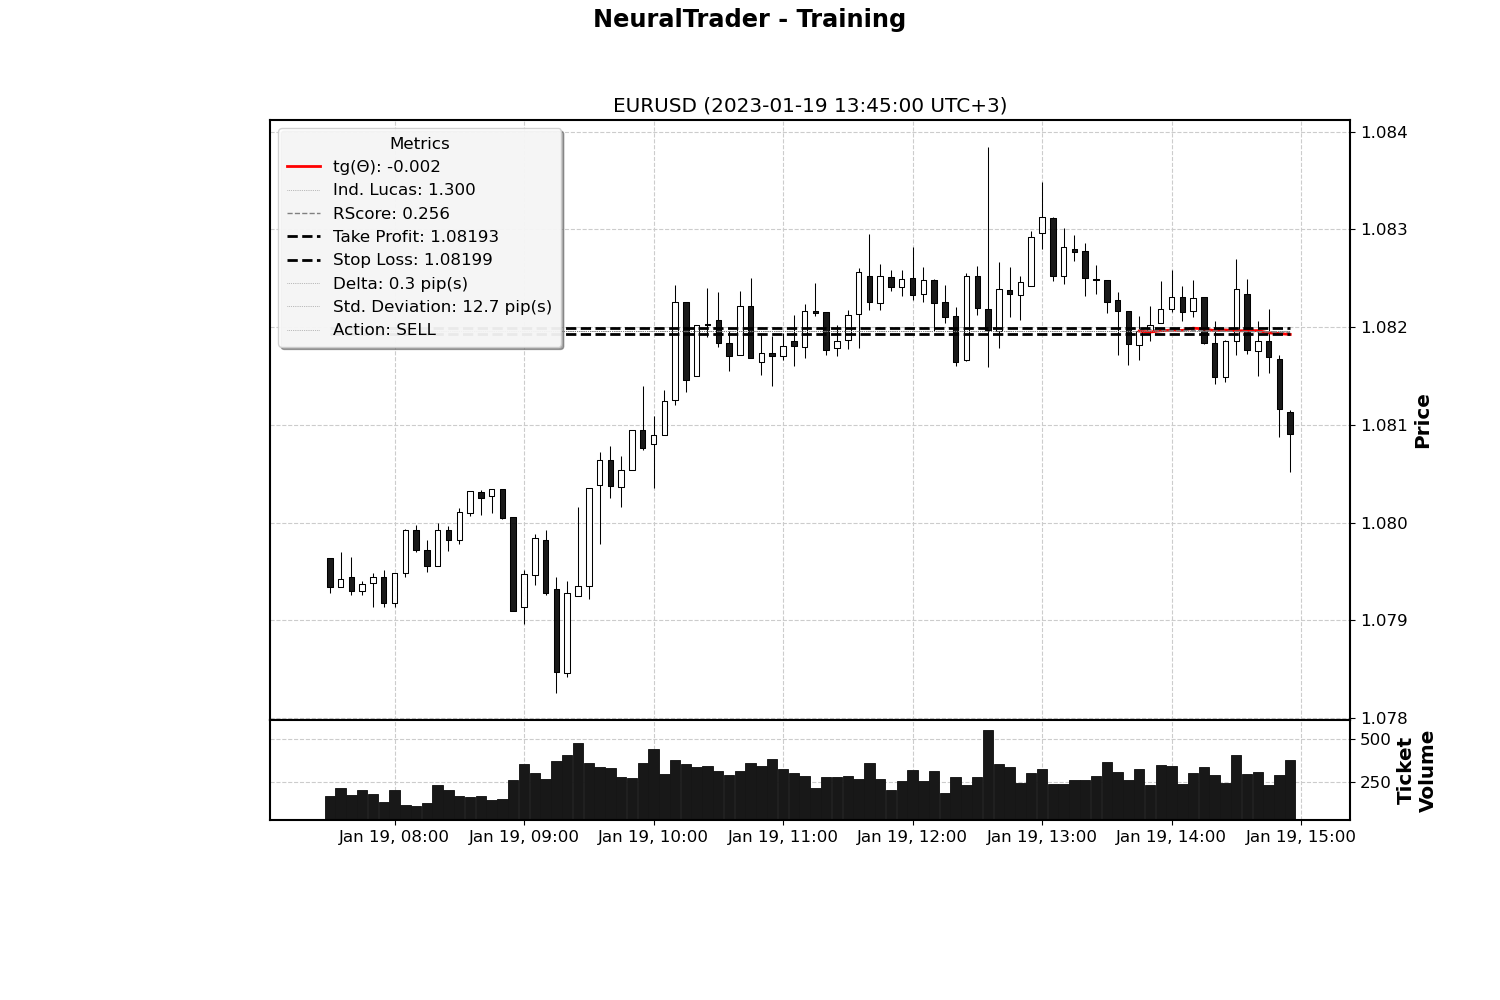 NeuralTrader - Training
EURUSD (2023-01-19 13:45:00 UTC+3)
Metrics
tg(Θ): -0.002
Ind. Lucas: 1.300
RScore: 0.256
Take Profit: 1.08193
Stop Loss: 1.08199
Delta: 0.3 pip(s)
Std. Deviation: 12.7 pip(s)
Action: SELL
1.084
1.083
1.082
1.081
1.080
1.079
1.078
Price
500
250
Ticket
Volume
Jan 19, 08:00
Jan 19, 09:00
Jan 19, 10:00
Jan 19, 11:00
Jan 19, 12:00
Jan 19, 13:00
Jan 19, 14:00
Jan 19, 15:00